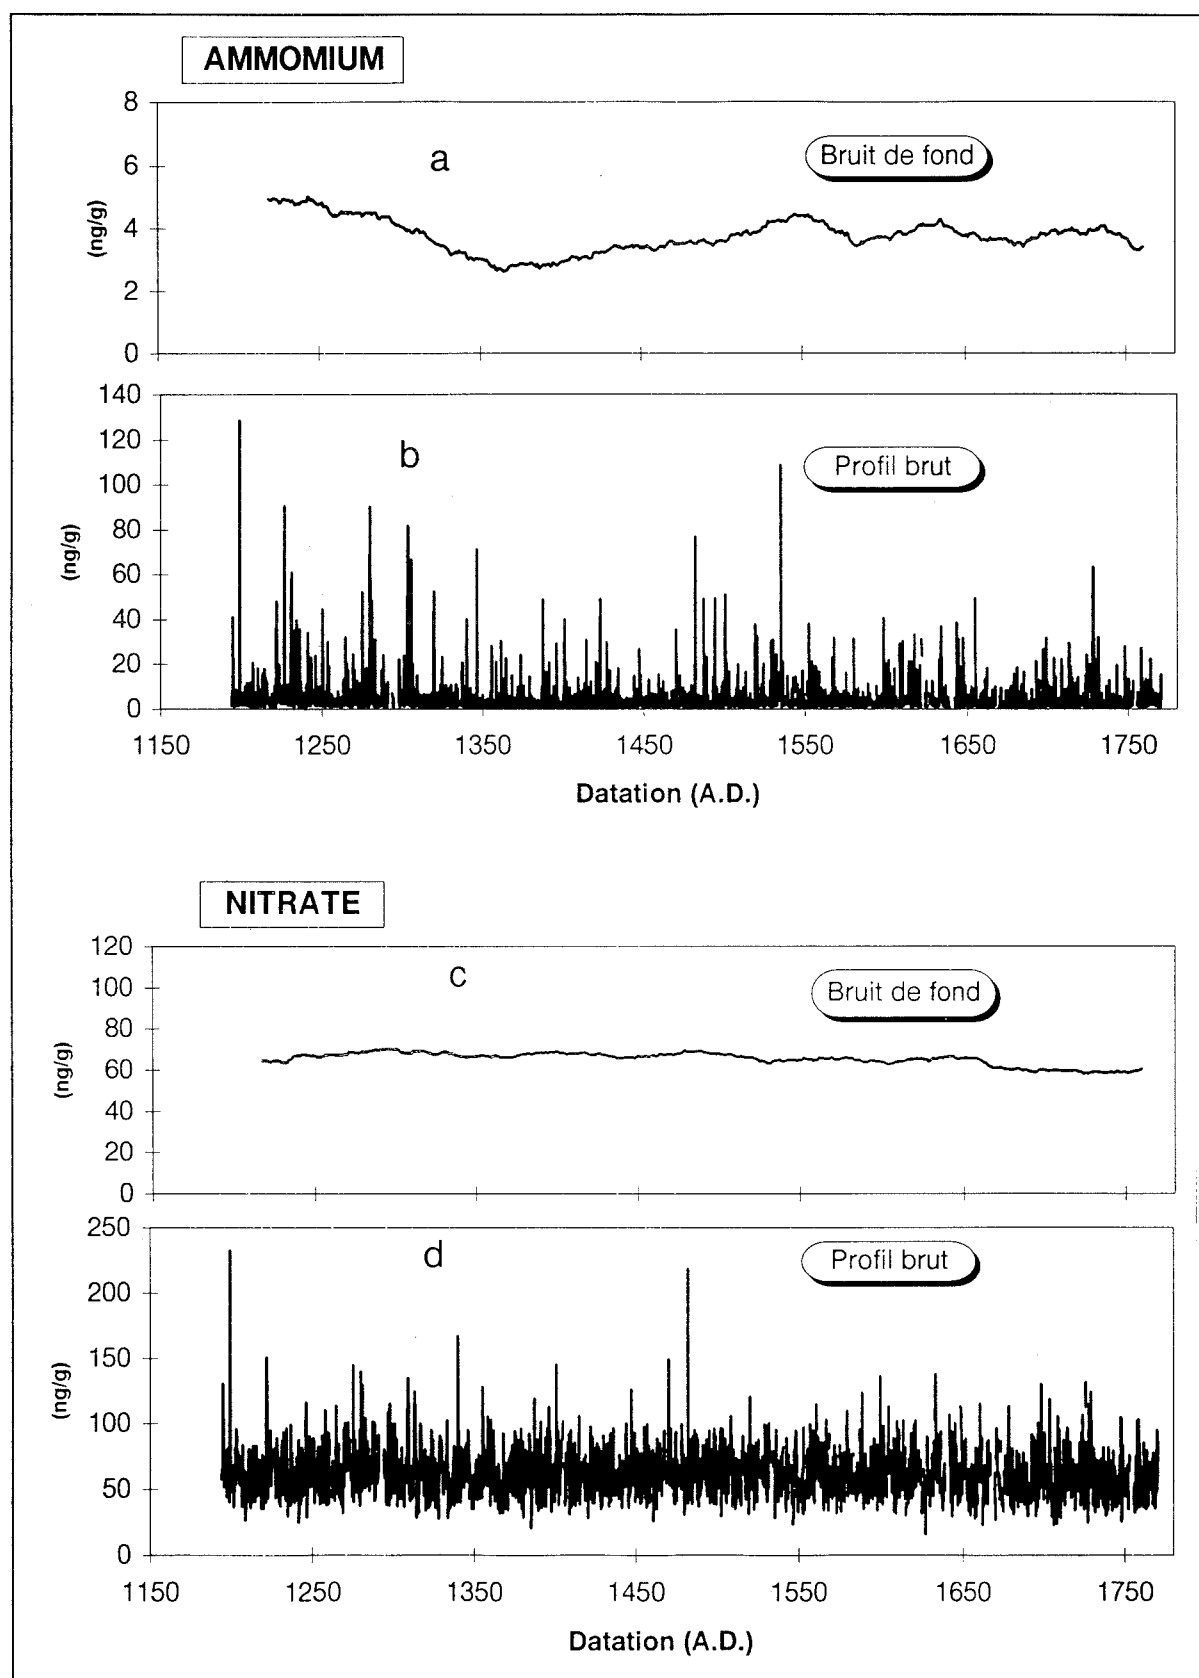 AMMOMIUM
8
6
4
2
0
(ng/g)
a
Bruit de fond
140
120
100
80
60
40
20
0
(ng/g)
b
Profil brut
1150 1250 1350 1450 1550 1650 1750
Datation (A.D.)
NITRATE
120
100
80
60
40
20
0
(ng/g)
c
Bruit de fond
250
200
150
100
50
0
(ng/g)
d
Profil brut
1150 1250 1350 1450 1550 1650 1750
Datation (A.D.)